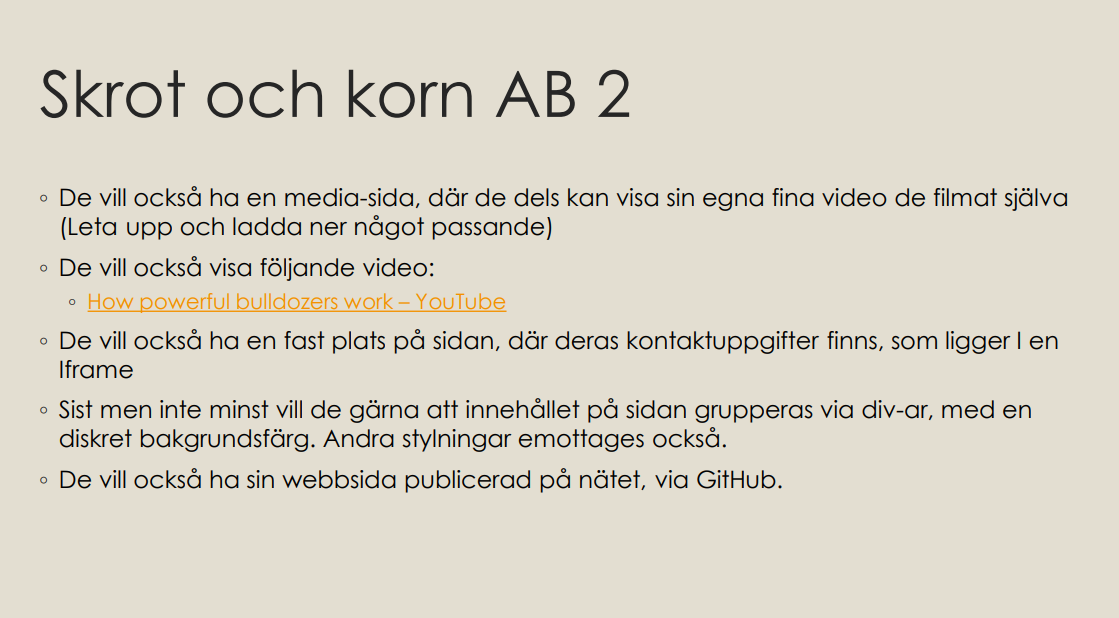 Skrot och korn AB 2
◦ De vill också ha en media-sida, där de dels kan visa sin egna fina video de filmat själva
(Leta upp och ladda ner något passande)
◦ De vill också visa följande video:
◦ How powerful bulldozers work – YouTube
◦ De vill också ha en fast plats på sidan, där deras kontaktuppgifter finns, som ligger I en
Iframe
◦ Sist men inte minst vill de gärna att innehållet på sidan grupperas via div-ar, med en
diskret bakgrundsfärg. Andra stylningar emottages också.
◦ De vill också ha sin webbsida publicerad på nätet, via GitHub.